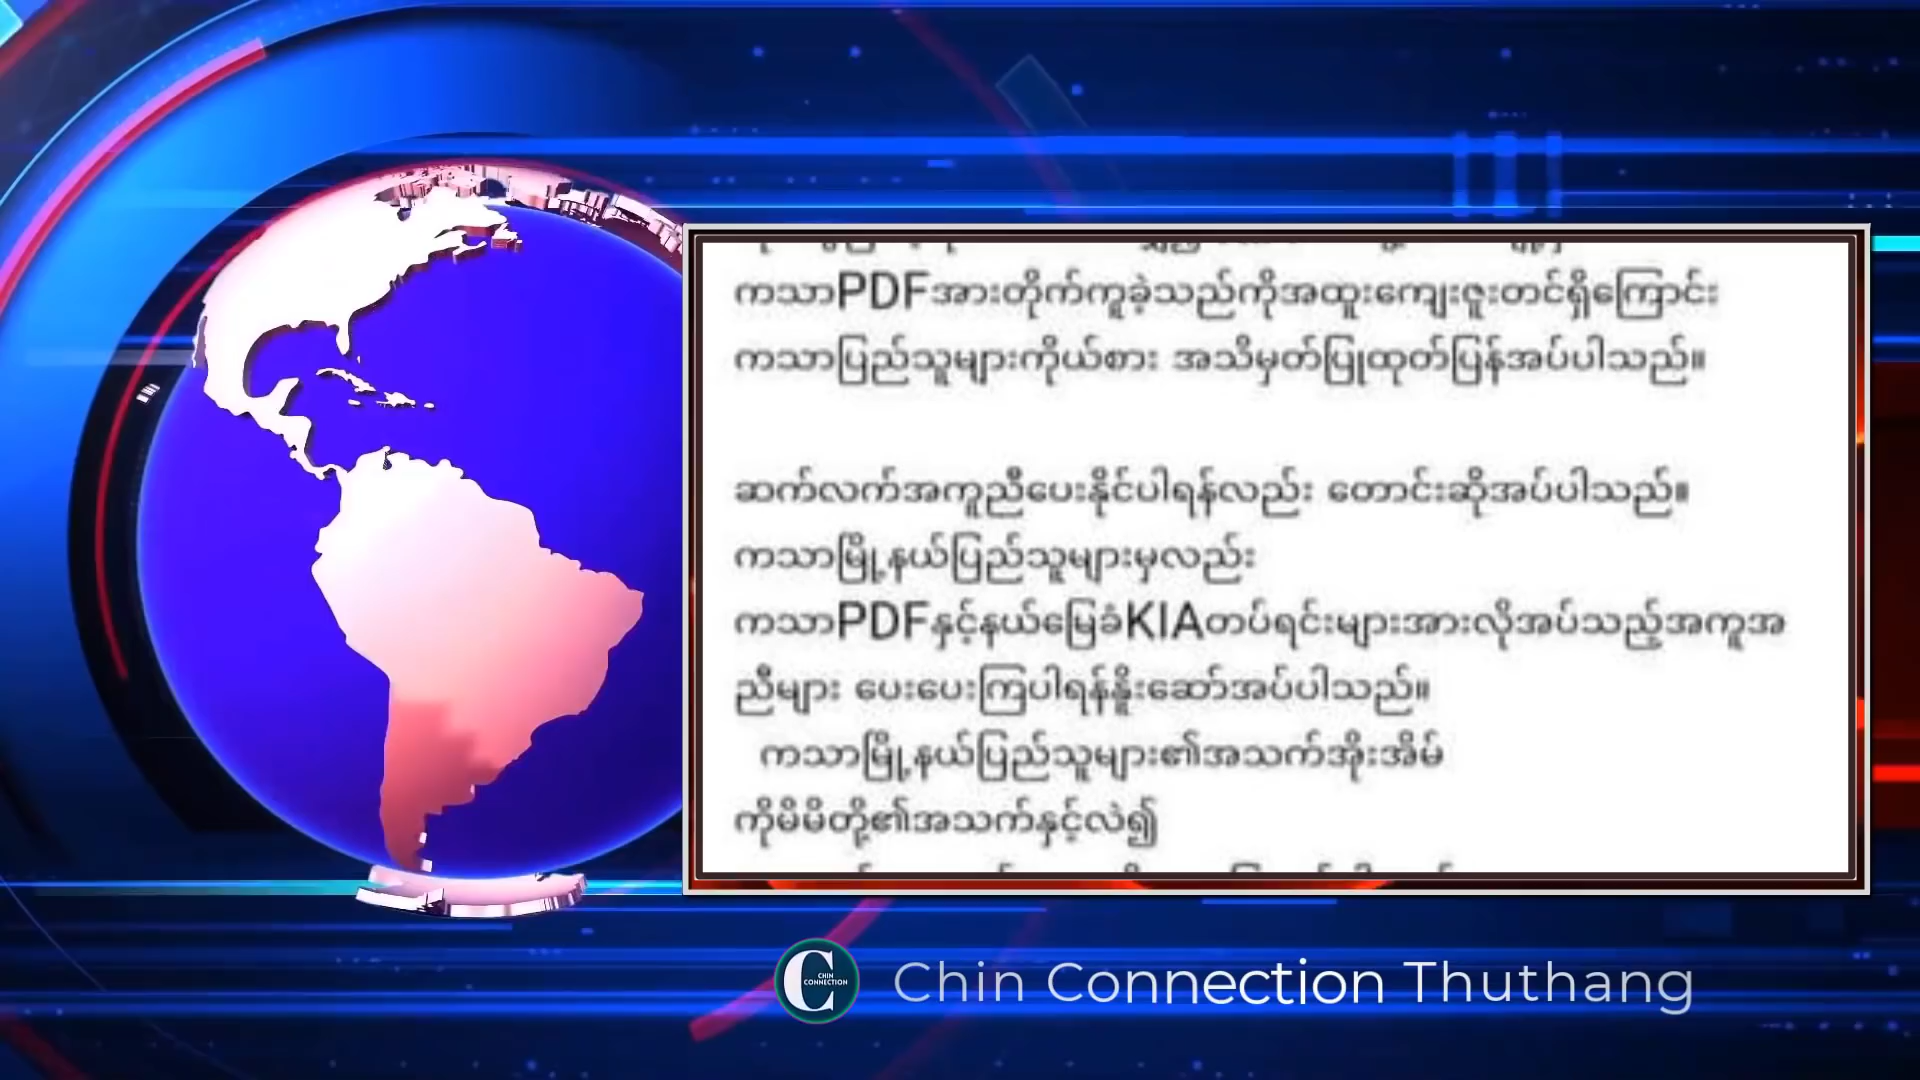 ကသာPDFအားတိုက်ကူခဲ့သည်ကိုအထူးကျေးဇူးတင်ရှိကြောင်း
ကသာပြည်သူများကိုယ်စား အသိမှတ်ပြုထုတ်ပြန်အပ်ပါသည်။
ဆက်လက်အကူညီပေးနိုင်ပါရန်လည်း တောင်းဆိုအပ်ပါသည်။
ကသာမြို့နယ်ပြည်သူများမှလည်း
ကသာPDFနှင့်နယ်မြေခံKIAတပ်ရင်းများအားလိုအပ်သည့်အကူအ
ညီများ ပေးပေးကြပါရန်နှိုးဆော်အပ်ပါသည်။
ကသာမြို့နယ်ပြည်သူများ၏အသက်အိုးအိမ်
ကိုမိမိတို့၏အသက်နှင့်လဲ၍
C CHIN CONNECTION
Chin Connection Thuthang